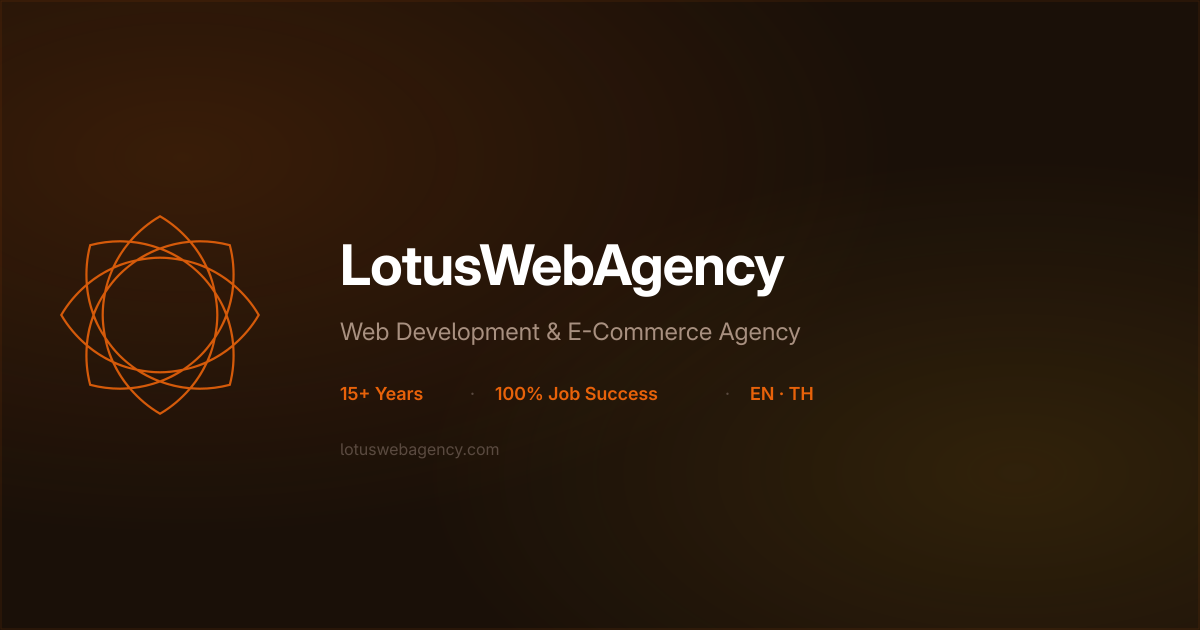 LotusWebAgency
Web Development & E-Commerce Agency
15+ Years · 100% Job Success · EN · TH
lotuswebagency.com